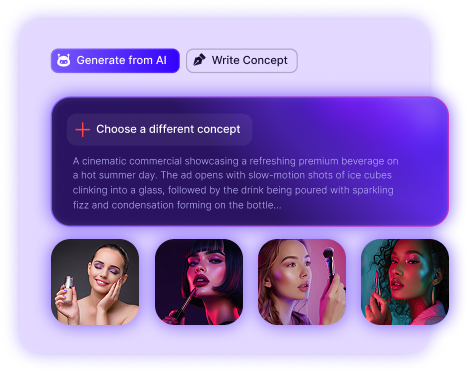 Generate from AI
Write Concept
Choose a different concept
A cinematic commercial showcasing a refreshing premium beverage on
a hot summer day. The ad opens with slow-motion shots of ice cubes
clinking into a glass, followed by the drink being poured with sparkling
fizz and condensation forming on the bottle...